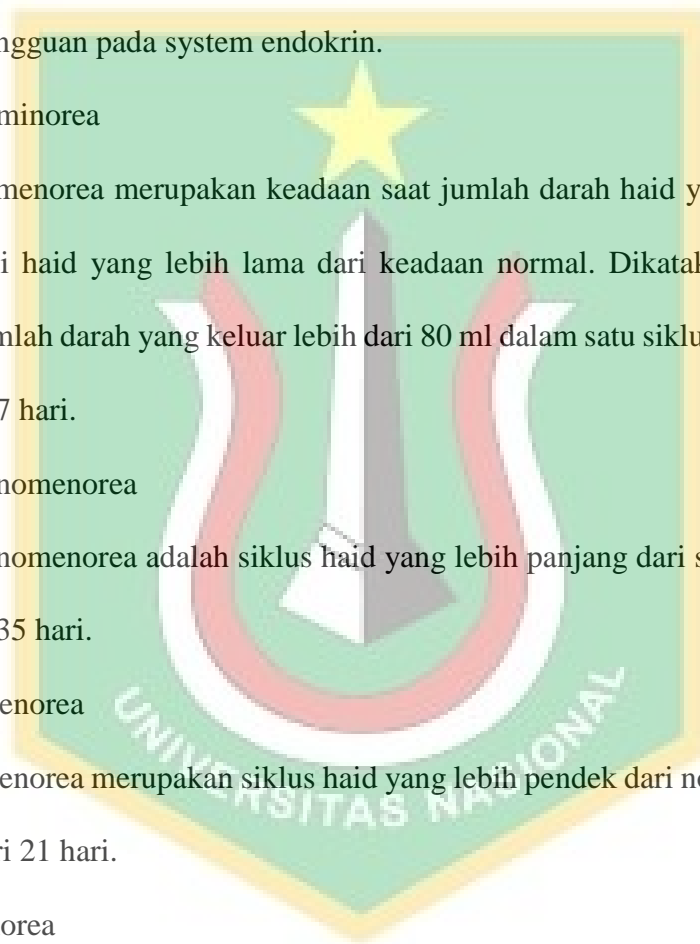 ngguan pada system endokrin.
minorea
menorea merupakan keadaan saat jumlah darah haid y
i haid yang lebih lama dari keadaan normal. Dikatak
mlah darah yang keluar lebih dari 80 ml dalam satu siklu
7 hari.
nomenorea
nomenorea adalah siklus haid yang lebih panjang dari s
35 hari.
enorea
enorea merupakan siklus haid yang lebih pendek dari no
ri 21 hari.
orea
UNIVERSITAS NASIONAL